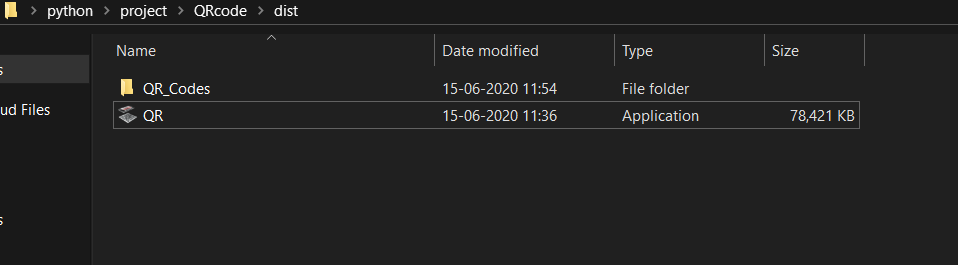 python > project > QRcode > dist
Name Date modified Type Size
s
QR_Codes 15-06-2020 11:54 File folder
ud Files
QR 15-06-2020 11:36 Application 78,421 KB
s